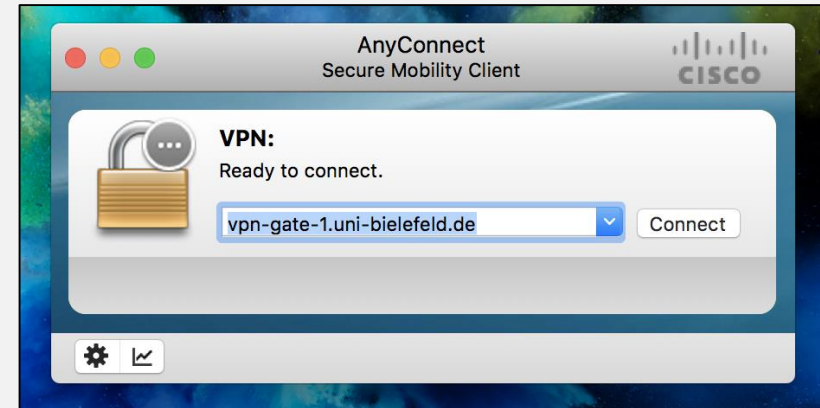 AnyConnect
Secure Mobility Client
CISCO
VPN:
Ready to connect.
vpn-gate-1.uni-bielefeld.de
Connect